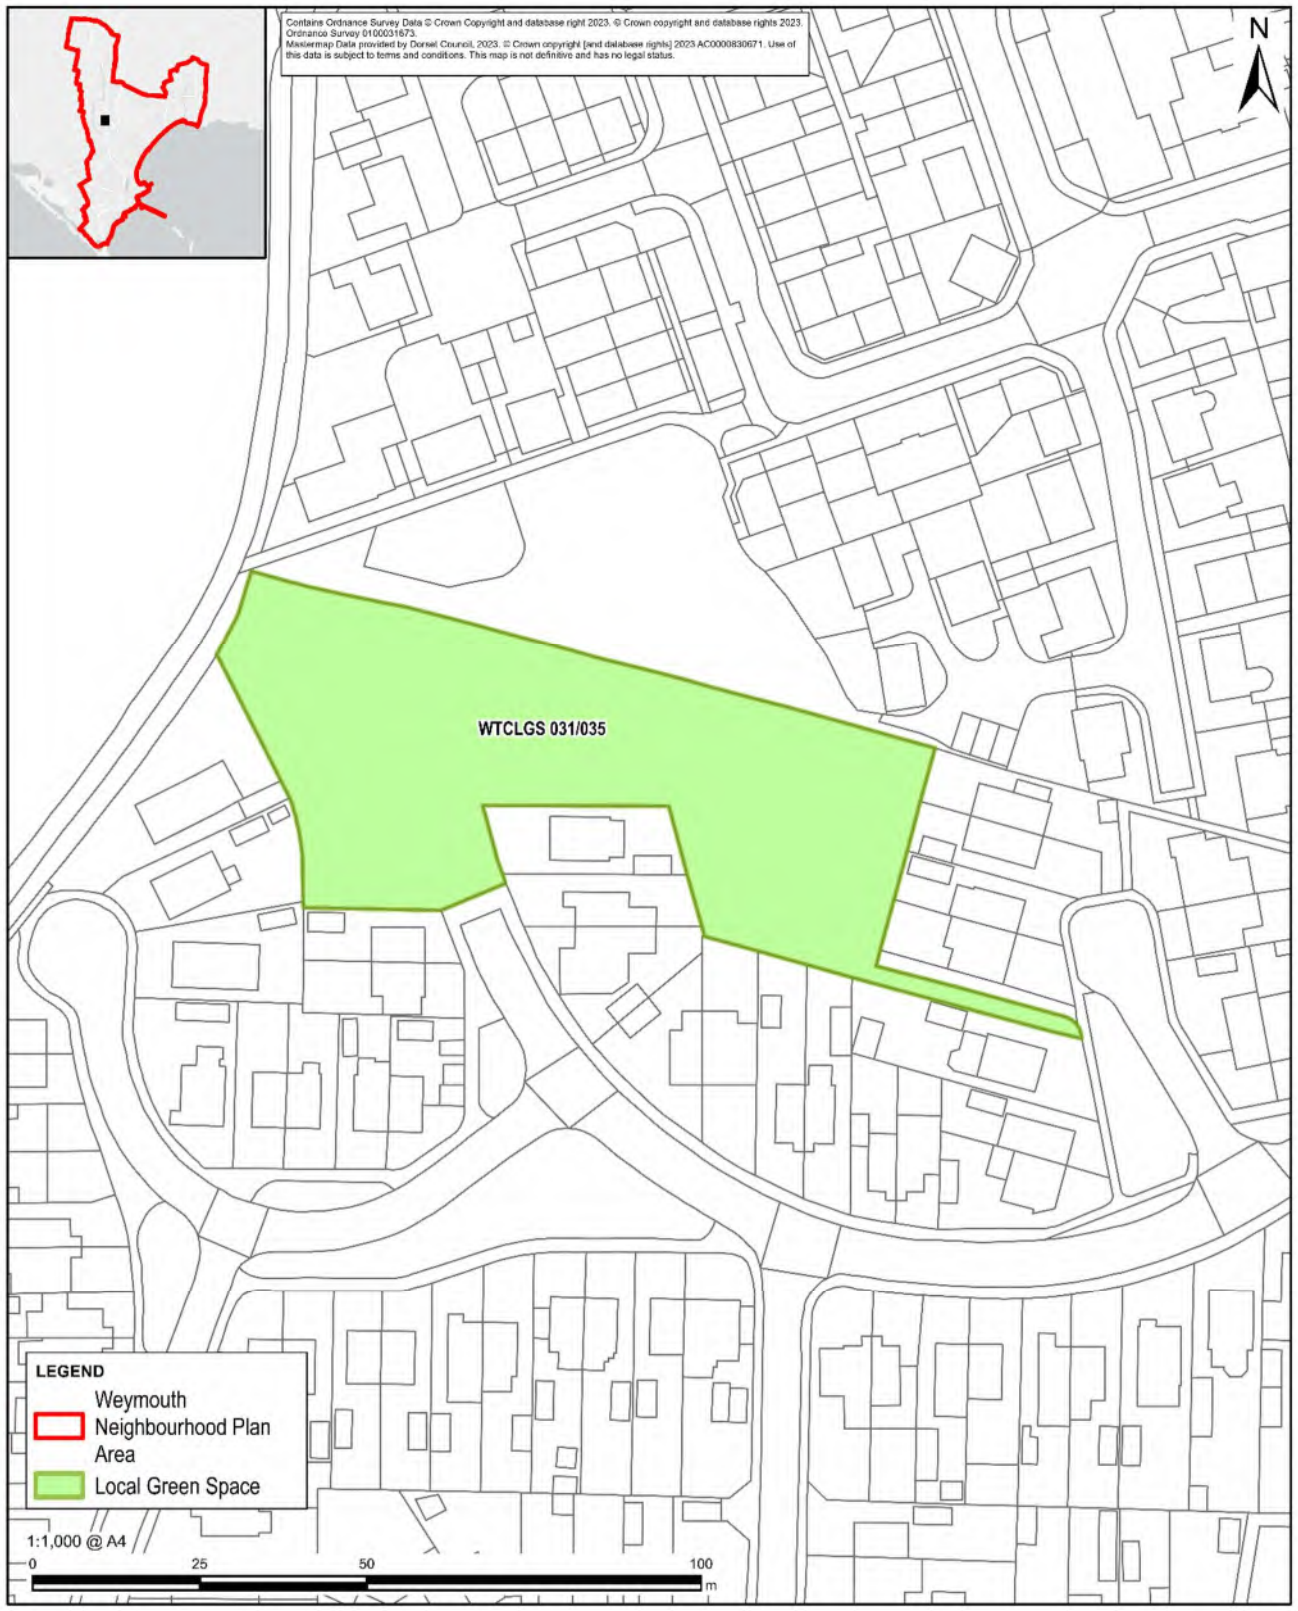 Contains Ordnance Survey Data © Crown Copyright and database right 2023. © Crown copyright and database rights 2023.
Ordnance Survey 0100031673.
Mastermap Data provided by Dorset Council, 2023. © Crown copyright [and database rights] 2023 AC0000830671. Use of
this data is subject to terms and conditions. This map is not definitive and has no legal status.
N
WTCLGS 031/035
LEGEND
Weymouth
Neighbourhood Plan
Area
Local Green Space
1:1,000 @ A4
0 25 50 100
m